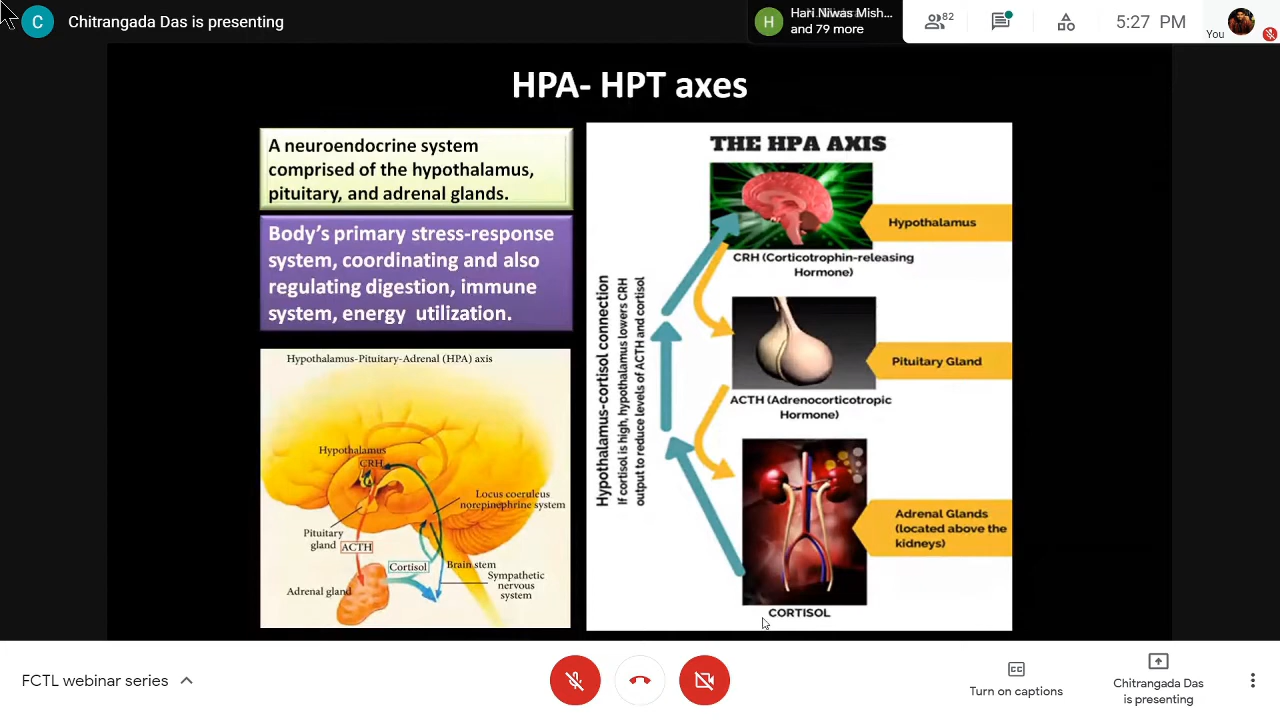 C
Chitrangada Das is presenting
H
Hari Niwas Mish...
and 79 more
82
5:27 PM
You
HPA- HPT axes
A neuroendocrine system
comprised of the hypothalamus,
pituitary, and adrenal glands.
Body's primary stress-response
system, coordinating and also
regulating digestion, immune
system, energy utilization.
Hypothalamus-Pituitary-Adrenal (HPA) axis
Hypothalamus
CRH
Locus coeruleus
norepinephrine system
Pituitary
gland
ACTH
Cortisol
Brain stem
Adrenal gland
Sympathetic
nervous
system
THE HPA AXIS
Hypothalamus
CRH (Corticotrophin-releasing
Hormone)
Hypothalamus-cortisol connection
If cortisol is high, hypothalamus lowers CRH
output to reduce levels of ACTH and cortisol
Pituitary Gland
ACTH (Adrenocorticotropic
Hormone)
Adrenal Glands
(located above the
kidneys)
CORTISOL
FCTL webinar series
CC
Turn on captions
Chitrangada Das
is presenting